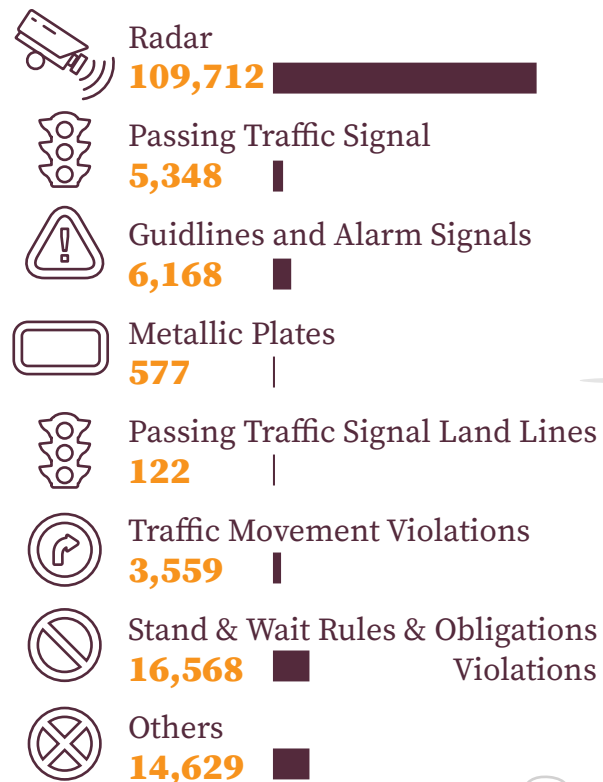 Radar
109,712
Passing Traffic Signal
5,348
Guidlines and Alarm Signals
6,168
Metallic Plates
577
Passing Traffic Signal Land Lines
122
Traffic Movement Violations
3,559
Stand & Wait Rules & Obligations
16,568 Violations
Others
14,629